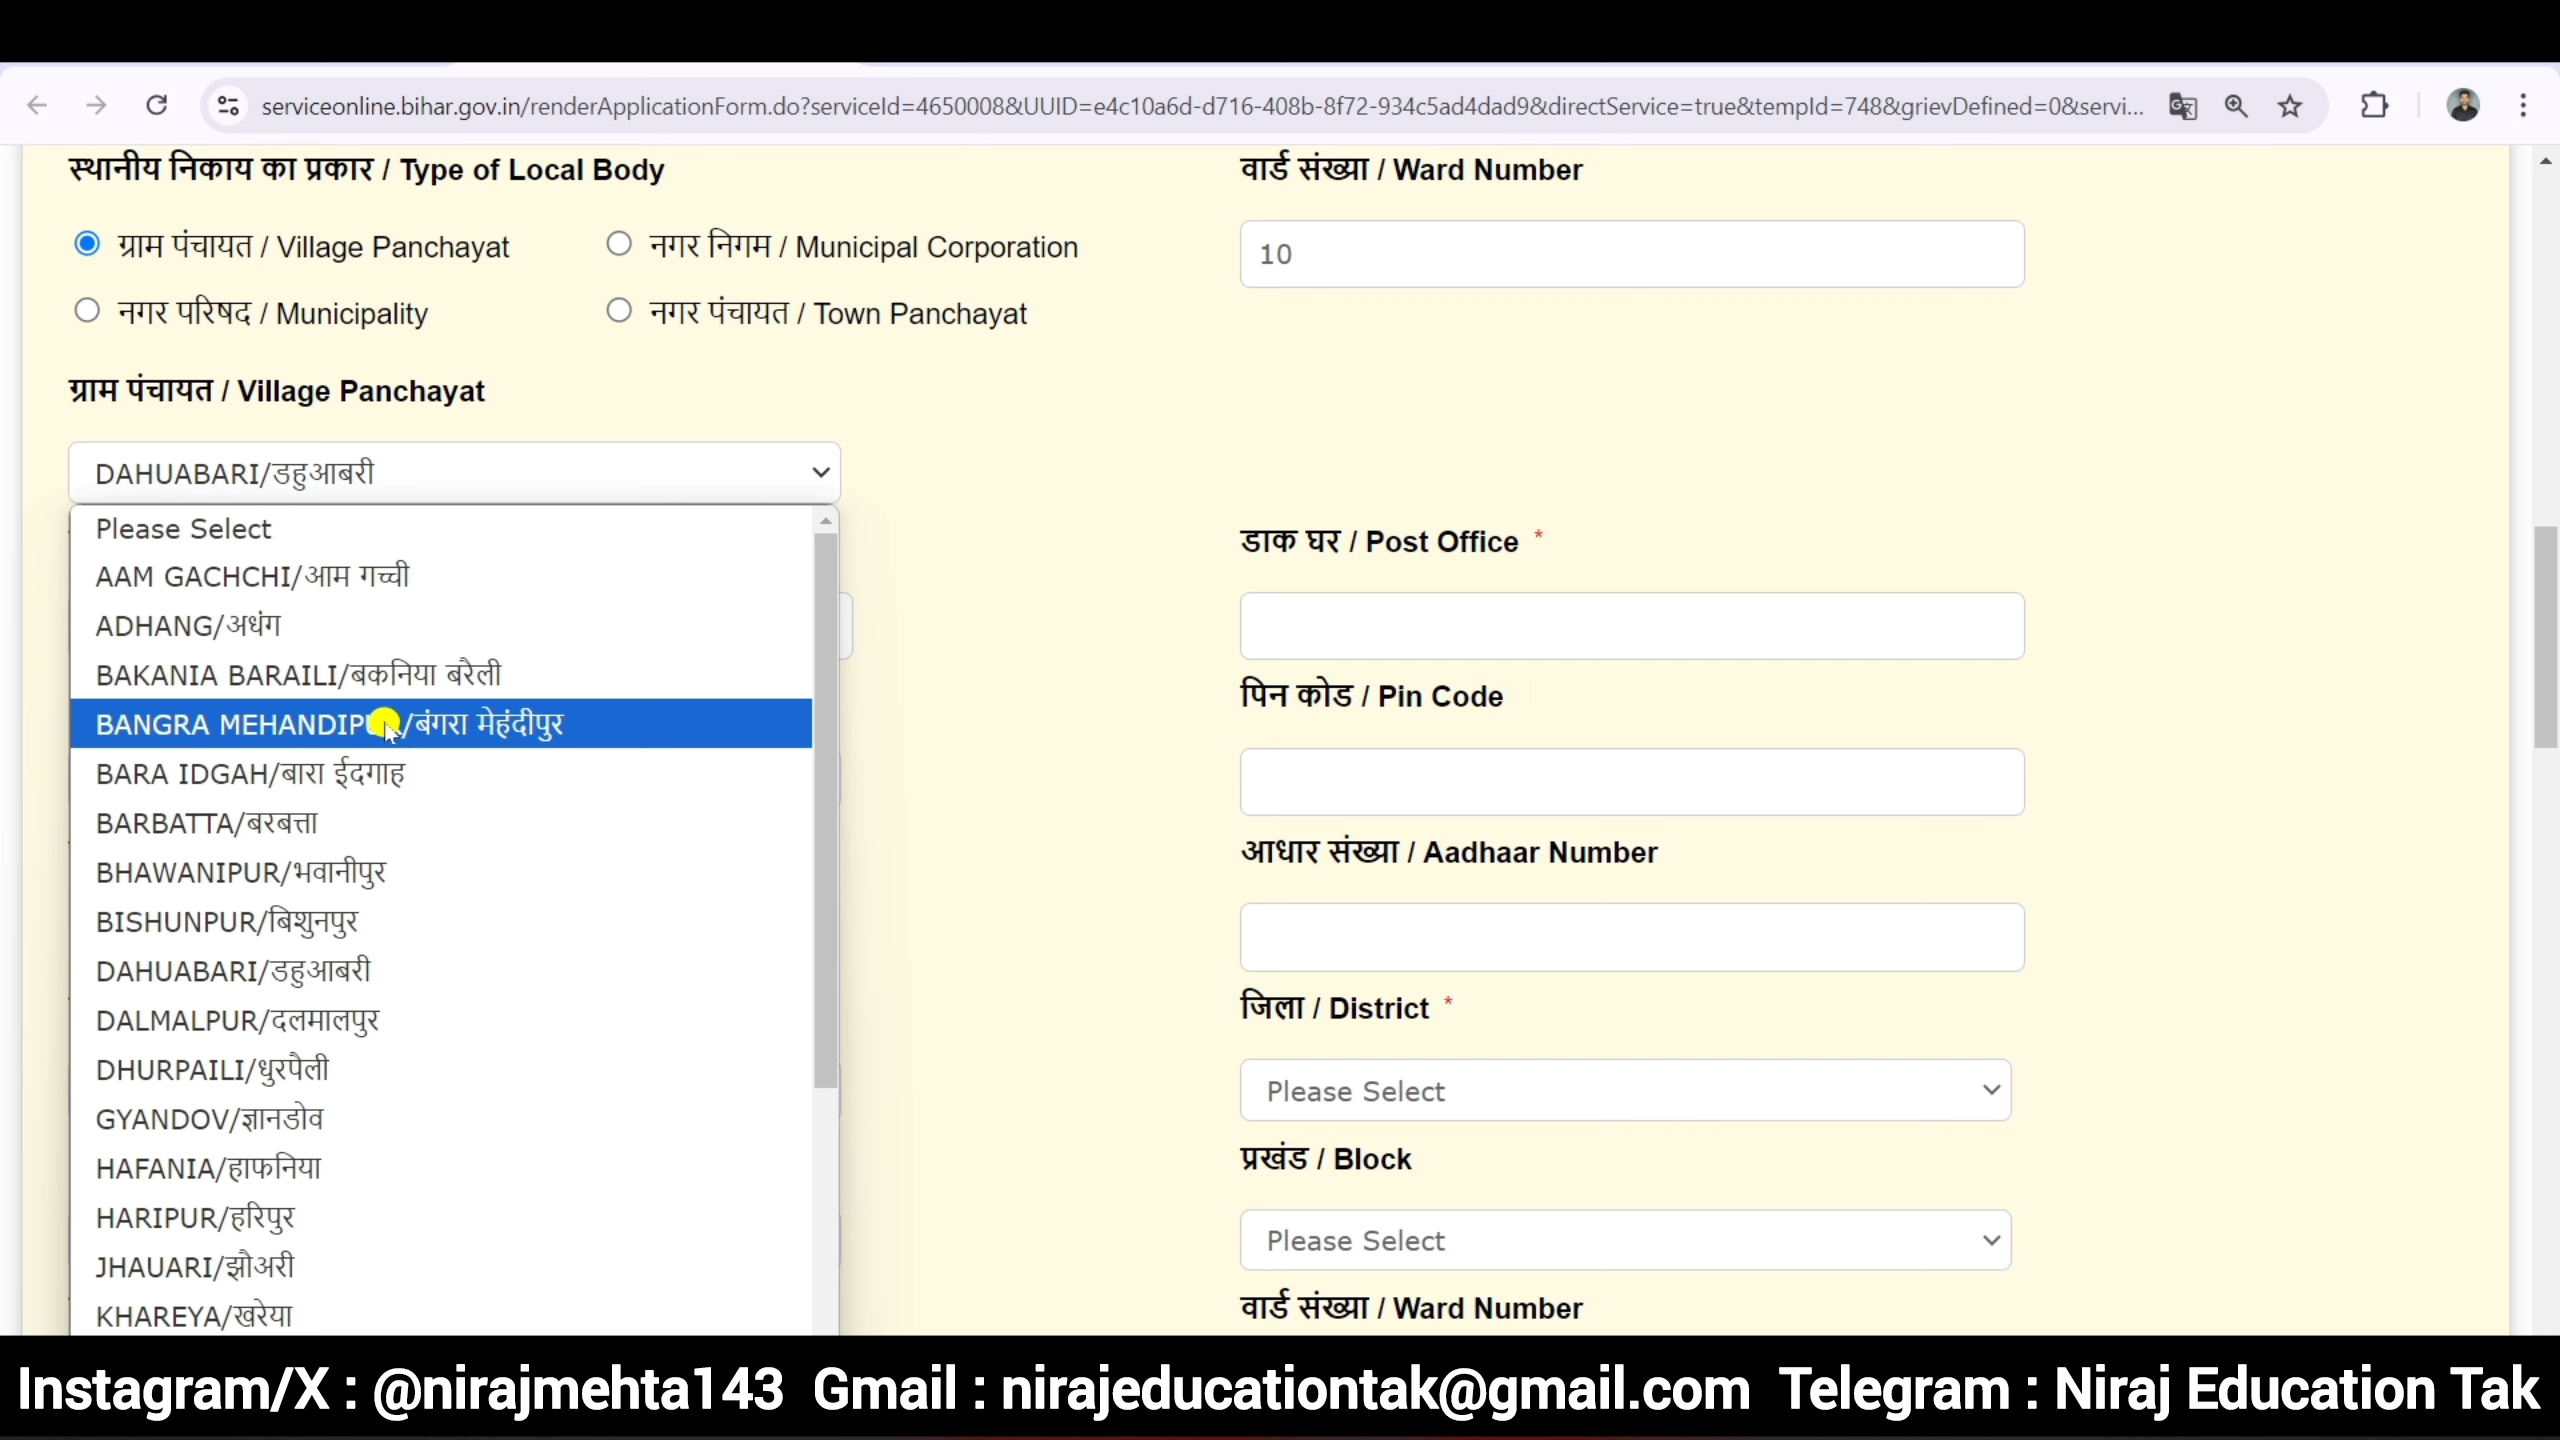 serviceonline.bihar.gov.in/renderApplicationForm.do?serviceId=4650008&UUID=e4c10a6d-d716-408b-8f72-934c5ad4dad9&directService=true&tempId=748&grievDefined=0&servi...
स्थानीय निकाय का प्रकार / Type of Local Body
वार्ड संख्या / Ward Number
ग्राम पंचायत / Village Panchayat
नगर निगम / Municipal Corporation
10
नगर परिषद / Municipality
नगर पंचायत / Town Panchayat
ग्राम पंचायत / Village Panchayat
DAHUABARI/डहुआबरी
Please Select
AAM GACHCHI/आम गच्ची
ADHANG/अधंग
BAKANIA BARAILI/बकनिया बरैली
BANGRA MEHANDIPUR/बंगरा मेहंदीपुर
BARA IDGAH/बारा ईदगाह
BARBATTA/बरबत्ता
BHAWANIPUR/भवानीपुर
BISHUNPUR/बिशुनपुर
DAHUABARI/डहुआबरी
DALMALPUR/दलमालपुर
DHURPAILI/धुरपैली
GYANDOV/ज्ञानडोव
HAFANIA/हाफनिया
HARIPUR/हरिपुर
JHAUARI/झौअरी
KHAREYA/खरेया
डाक घर / Post Office *
पिन कोड / Pin Code
आधार संख्या / Aadhaar Number
जिला / District *
Please Select
प्रखंड / Block
Please Select
वार्ड संख्या / Ward Number
Instagram/X : @nirajmehta143 Gmail : nirajeducationtak@gmail.com Telegram : Niraj Education Tak